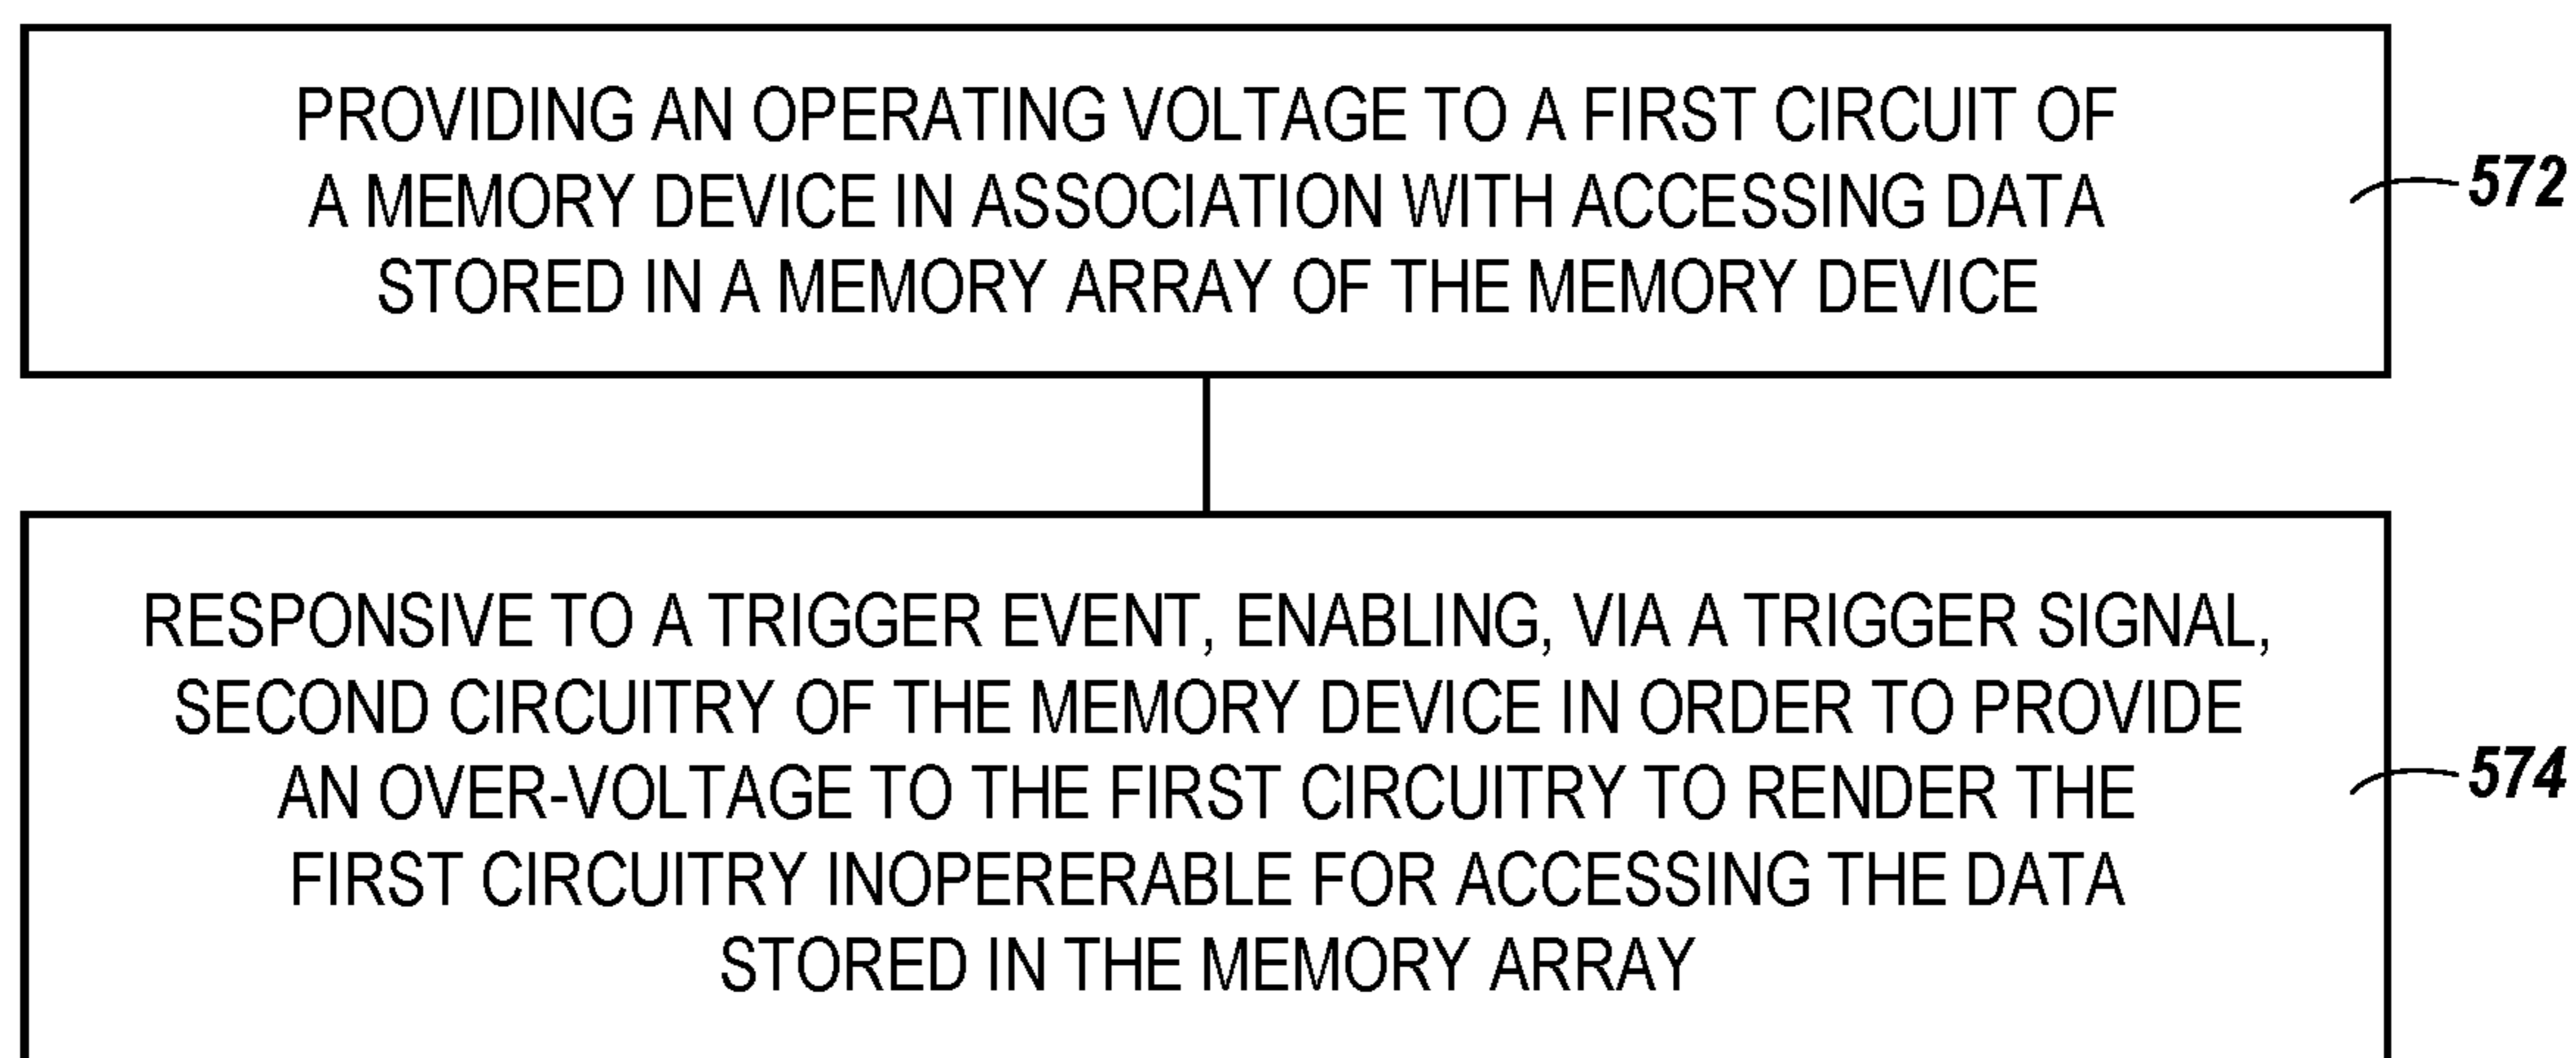 PROVIDING AN OPERATING VOLTAGE TO A FIRST CIRCUIT OF
A MEMORY DEVICE IN ASSOCIATION WITH ACCESSING DATA
STORED IN A MEMORY ARRAY OF THE MEMORY DEVICE
572
RESPONSIVE TO A TRIGGER EVENT, ENABLING, VIA A TRIGGER SIGNAL,
SECOND CIRCUITRY OF THE MEMORY DEVICE IN ORDER TO PROVIDE
AN OVER-VOLTAGE TO THE FIRST CIRCUITRY TO RENDER THE
FIRST CIRCUITRY INOPERERABLE FOR ACCESSING THE DATA
STORED IN THE MEMORY ARRAY
574